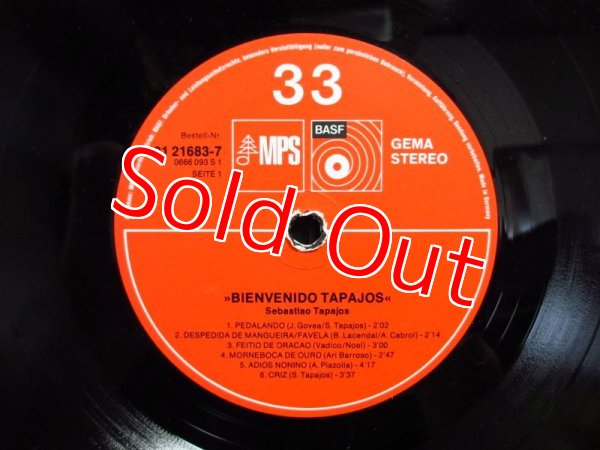 33
Bestell-Nr.
21683-7
0666 093 S 1
SEITE 1
MPS
BASF
GEMA
STEREO
Sold Out
»BIENVENIDO TAPAJOS«
Sebastiao Tapajos
1. PEDALANDO (J. Govea/S. Tapajos) - 2'02
2. DESPEDIDA DE MANGUEIRA/FAVELA (B. Lacendal/A. Cabrol) - 2'14
3. FEITIO DE ORACAO (Vadico/Noel) - 3'00
4. MORNEBOCA DE OURO (Ari Barroso) - 2'47
5. ADIOS NONINO (A. Piazolla) - 4'17
6. CRIZ (S. Tapajos) - 3'37